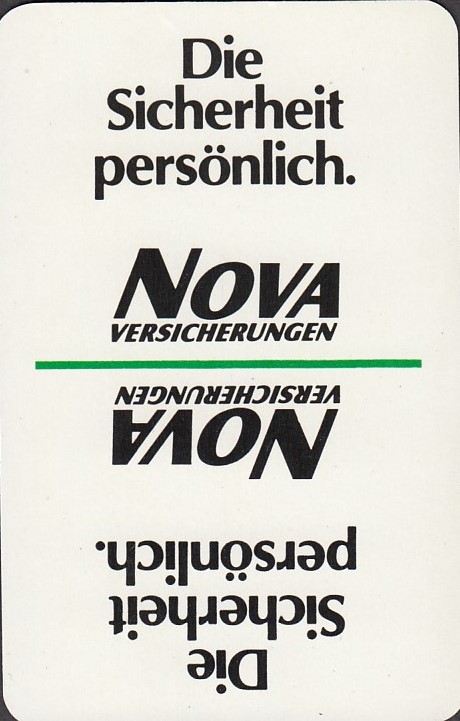 Die
Sicherheit
persönlich.
NOVA
VERSICHERUNGEN
Die
Sicherheit
persönlich.
NOVA
VERSICHERUNGEN